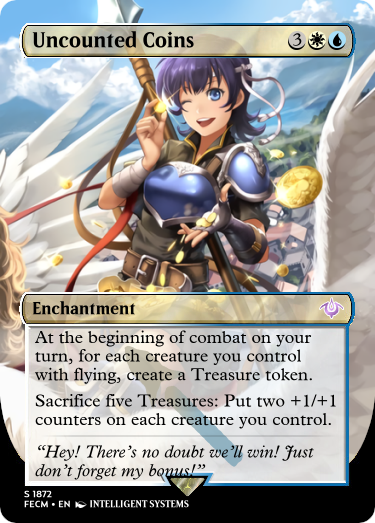 Uncounted Coins 3
Enchantment
At the beginning of combat on your
turn, for each creature you control
with flying, create a Treasure token.
Sacrifice five Treasures: Put two +1/+1
counters on each creature you control.
“Hey! There's no doubt we'll win! Just
don't forget my bonus!”
S 1872
FECM • EN INTELLIGENT SYSTEMS